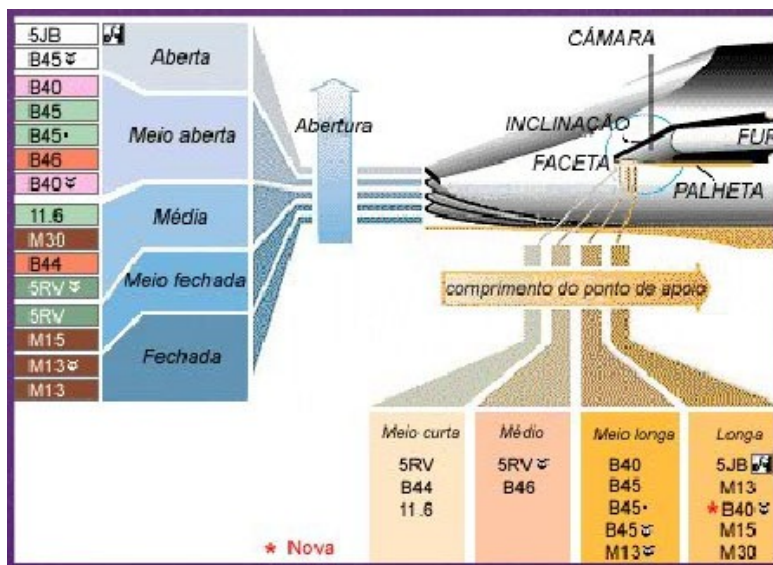 5JB
B45
B40
B45
B45•
B46
B40
11.6
M30
B44
5RV
5RV
M15
M13
M13
Aberta
Meio aberta
Média
Meio fechada
Fechada
Abertura
CÂMARA
INCLINAÇÃO
FUR
FACETA
PALHETA
comprimento do ponto de apoio
Meio curta
5RV
B44
11.6
Médio
5RV
B46
Meio longa
B40
B45
B45•
B45
M13
Longa
5JB
M13
* B40
M15
M30
* Nova